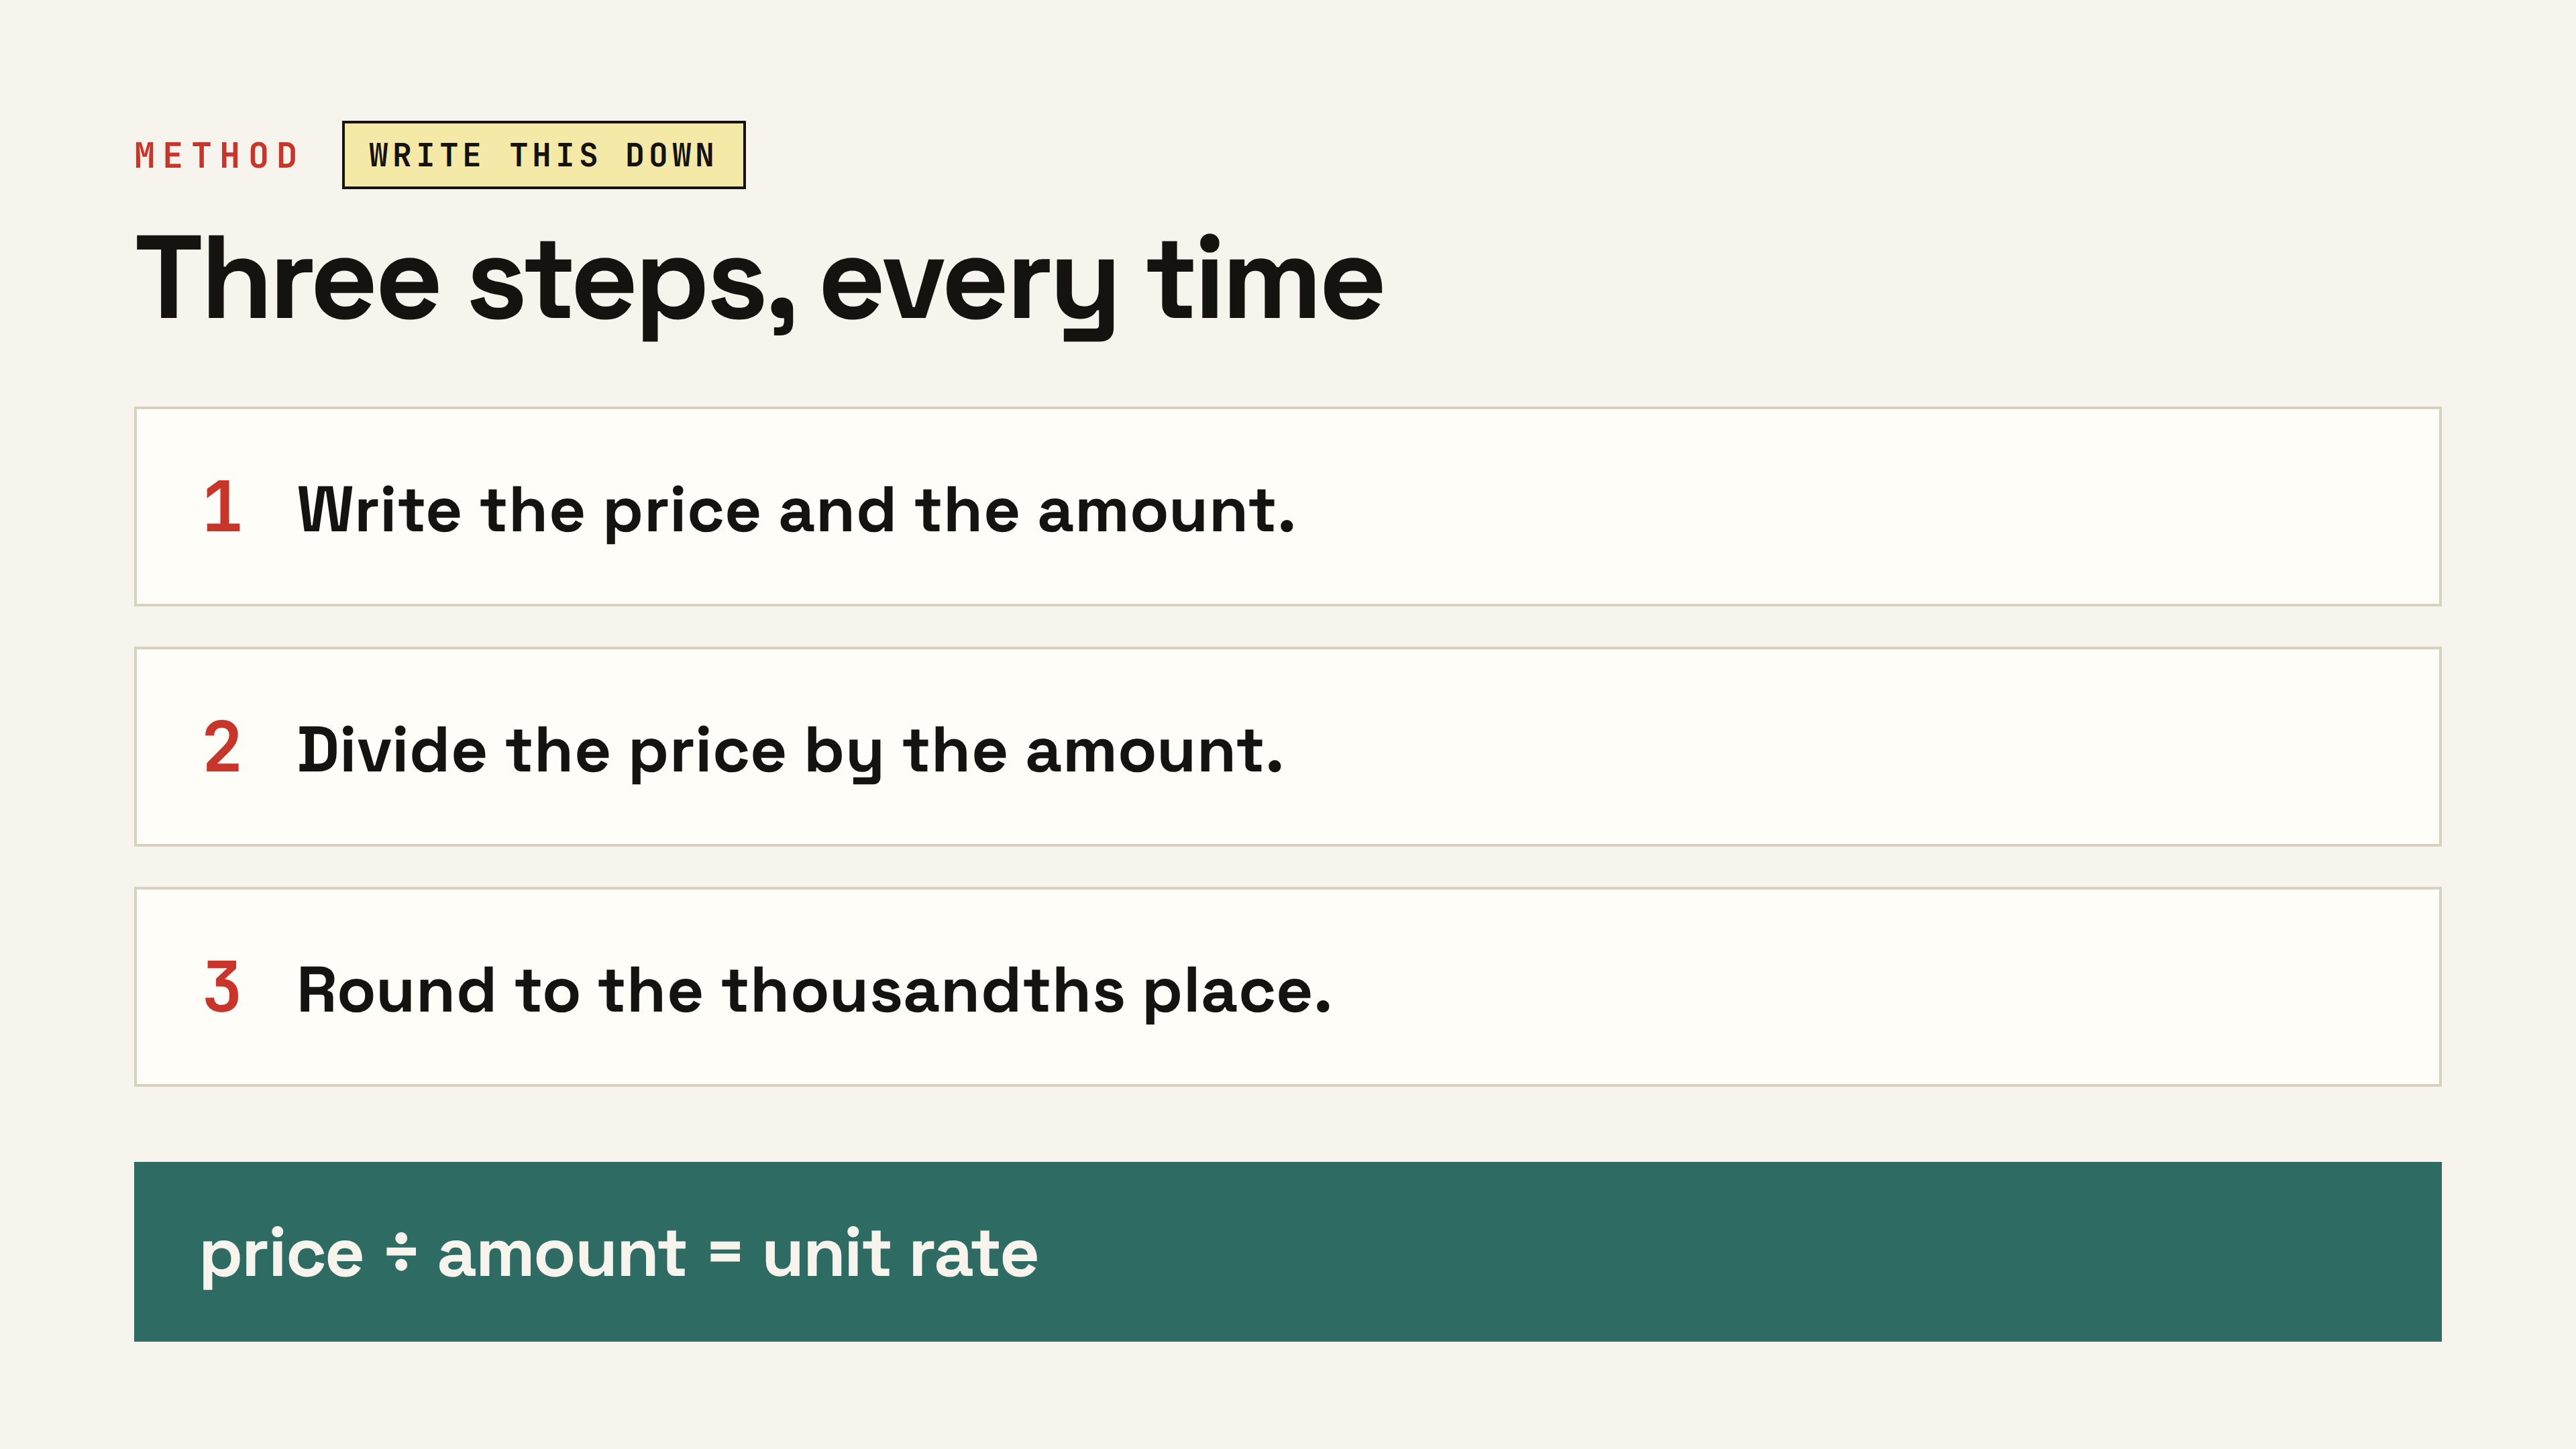 METHOD WRITE THIS DOWN
Three steps, every time
1 Write the price and the amount.
2 Divide the price by the amount.
3 Round to the thousandths place.
price ÷ amount = unit rate